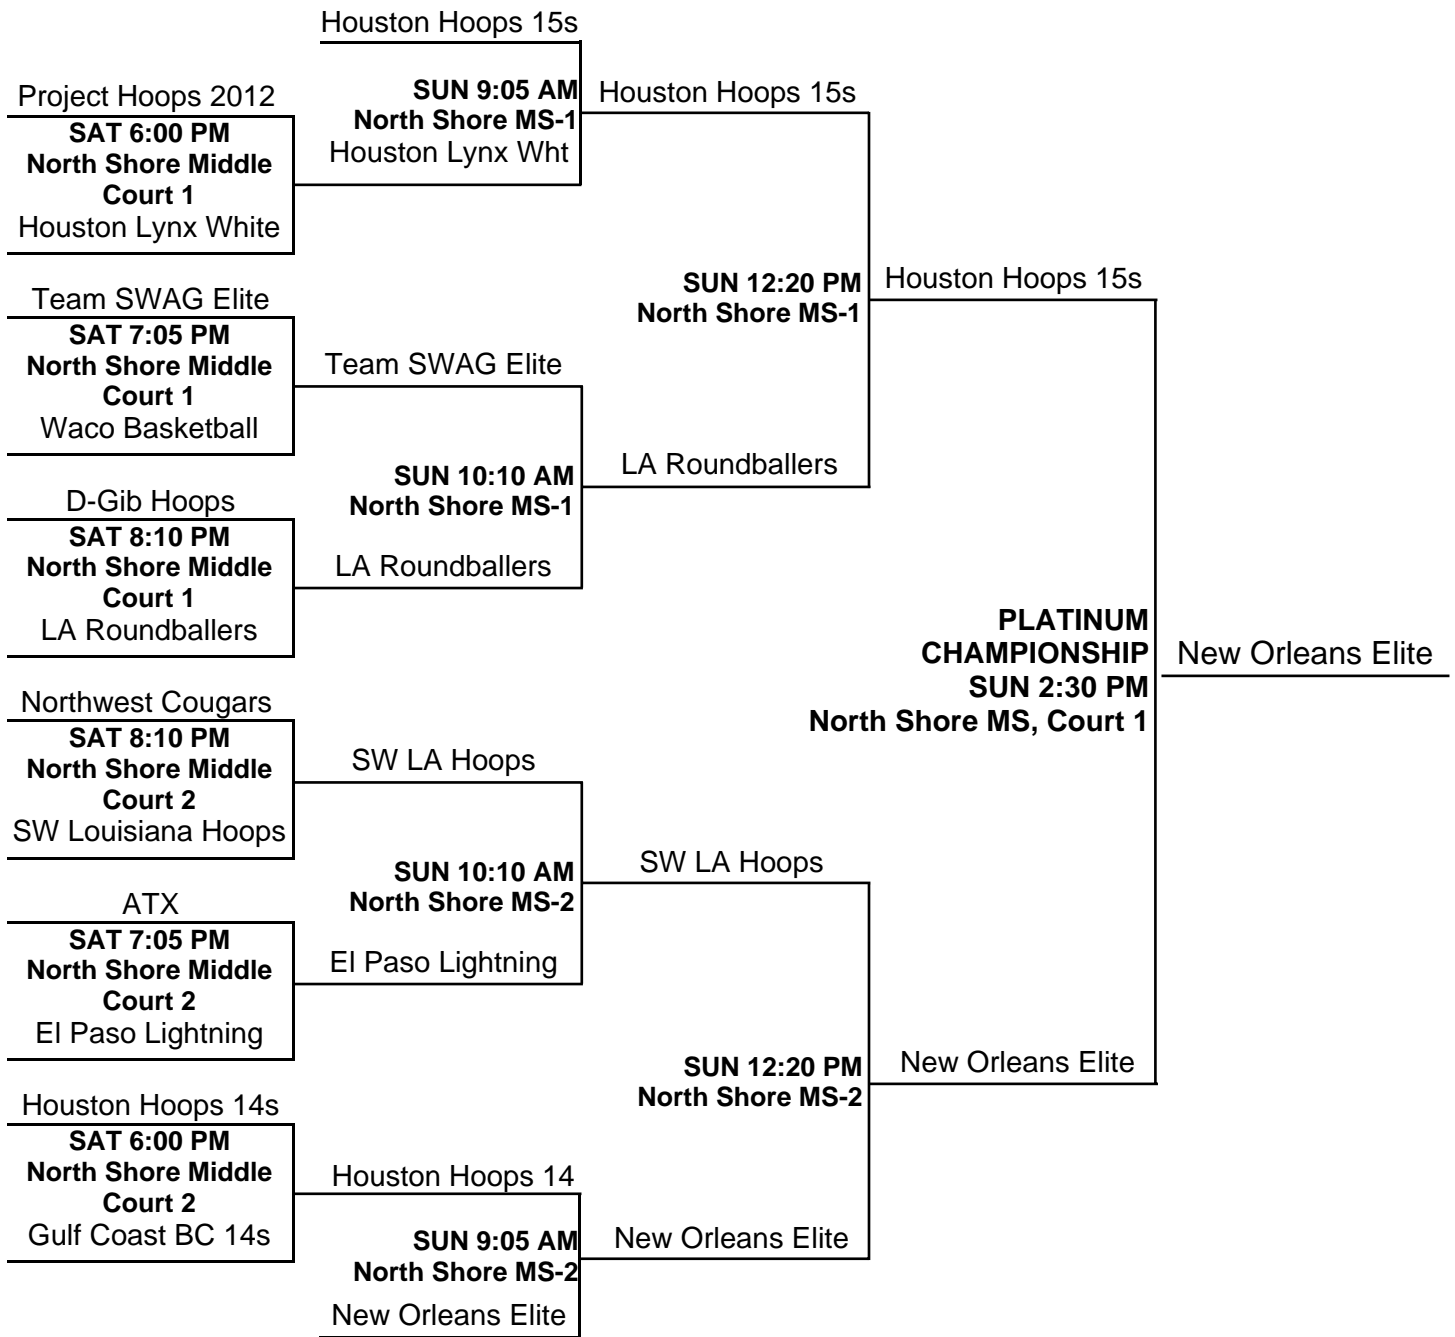 Houston Hoops 15s
SUN 9:05 AM
North Shore MS-1
Houston Lynx Wht
Project Hoops 2012
SAT 6:00 PM
North Shore Middle
Court 1
Houston Lynx White
Houston Hoops 15s
Team SWAG Elite
SAT 7:05 PM
North Shore Middle
Court 1
Waco Basketball
Team SWAG Elite
SUN 10:10 AM
North Shore MS-1
LA Roundballers
D-Gib Hoops
SAT 8:10 PM
North Shore Middle
Court 1
LA Roundballers
SUN 12:20 PM
North Shore MS-1
LA Roundballers
Houston Hoops 15s
PLATINUM
CHAMPIONSHIP
SUN 2:30 PM
North Shore MS, Court 1
New Orleans Elite
Northwest Cougars
SAT 8:10 PM
North Shore Middle
Court 2
SW Louisiana Hoops
SW LA Hoops
SUN 10:10 AM
North Shore MS-2
El Paso Lightning
ATX
SAT 7:05 PM
North Shore Middle
Court 2
El Paso Lightning
SW LA Hoops
SUN 12:20 PM
North Shore MS-2
New Orleans Elite
Houston Hoops 14s
SAT 6:00 PM
North Shore Middle
Court 2
Gulf Coast BC 14s
Houston Hoops 14
SUN 9:05 AM
North Shore MS-2
New Orleans Elite
New Orleans Elite